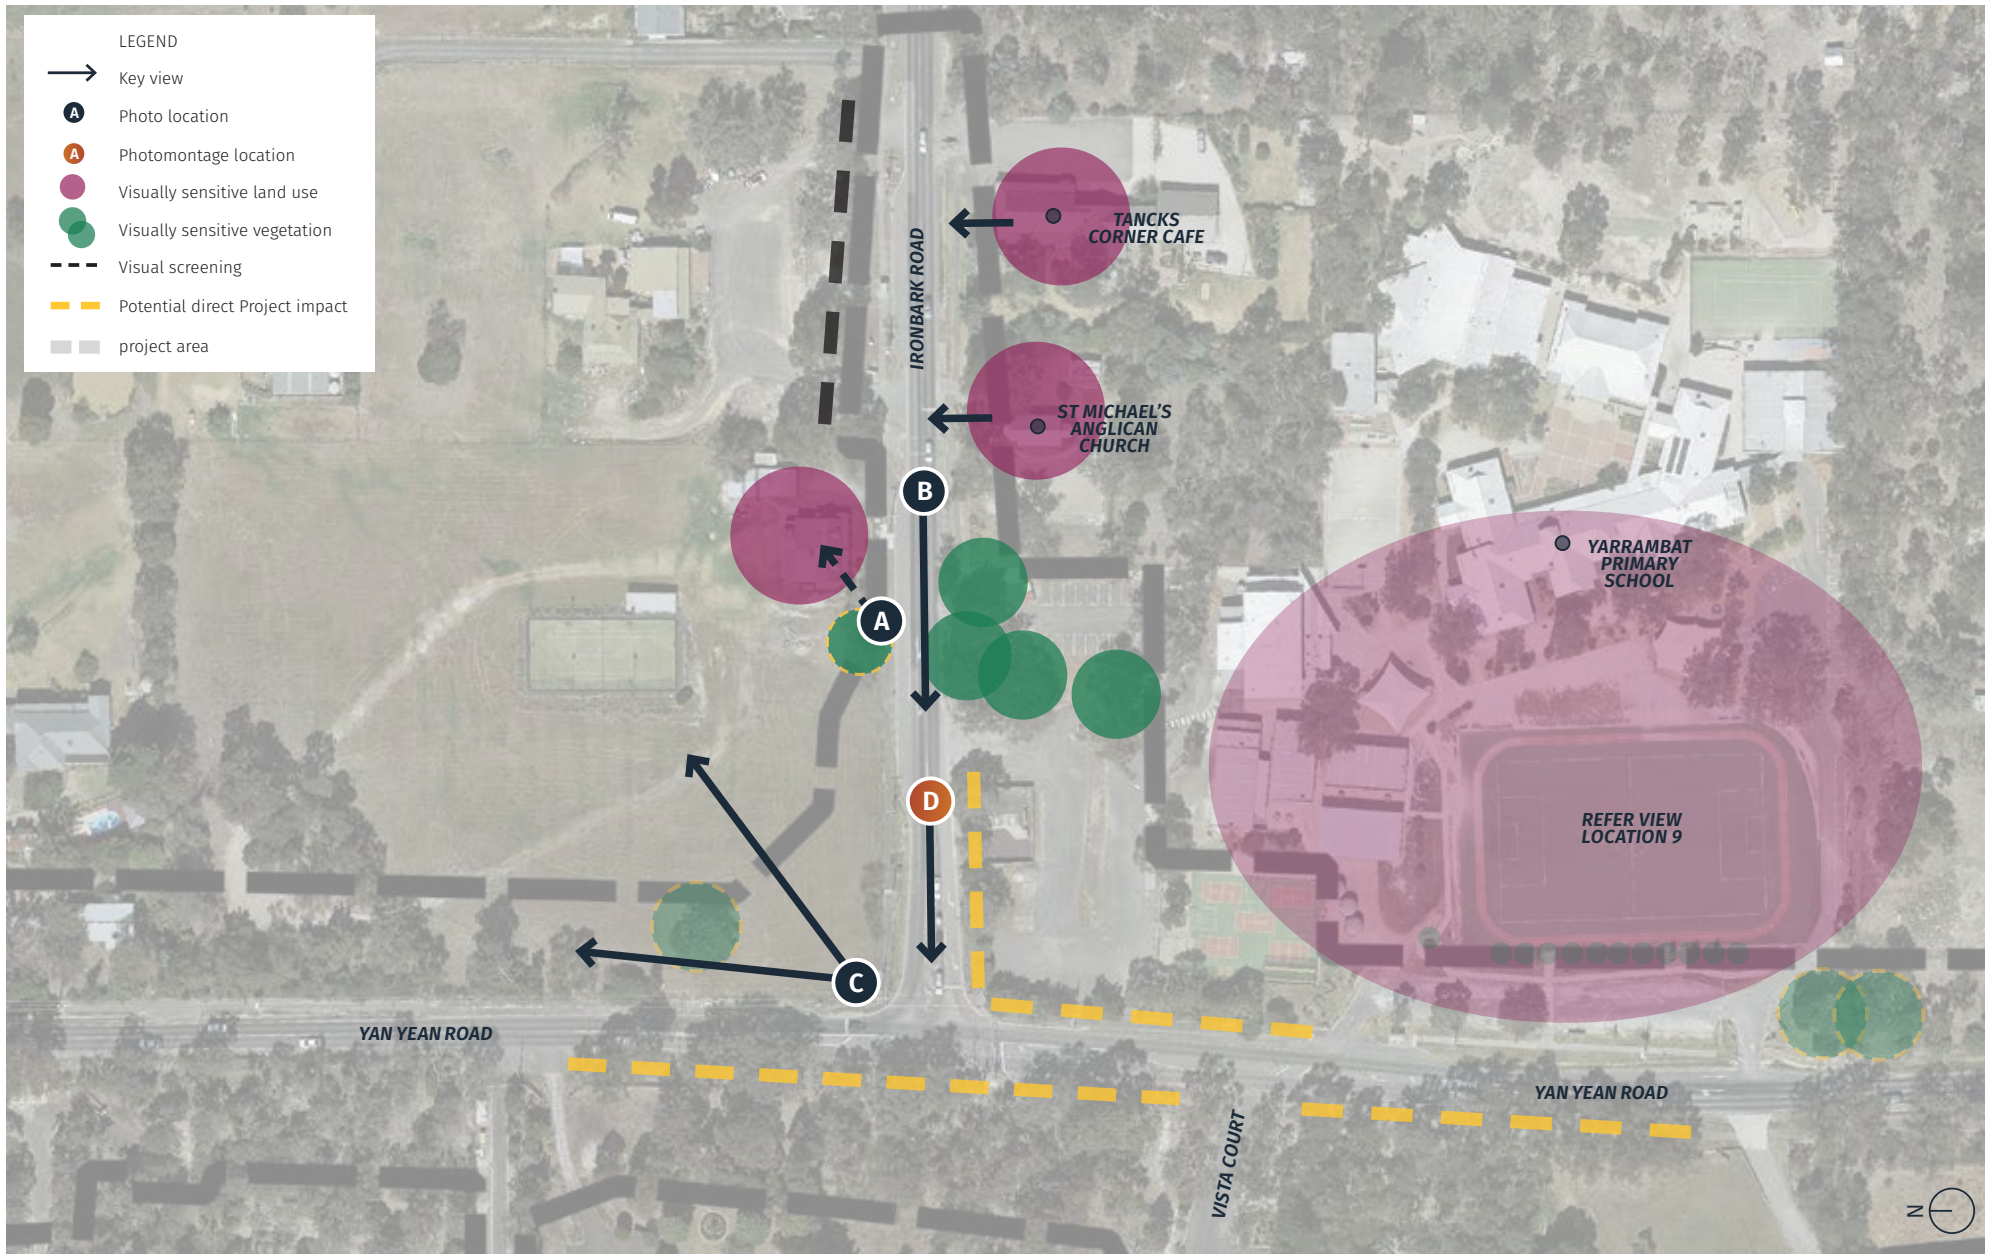 LEGEND
Key view
A
Photo location
A
Photomontage location
Visually sensitive land use
Visually sensitive vegetation
Visual screening
Potential direct Project impact
project area
IRONBARK ROAD
TANCKS
CORNER CAFE
ST MICHAEL'S
ANGLICAN
CHURCH
B
A
YARRAMBAT
PRIMARY
SCHOOL
D
REFER VIEW
LOCATION 9
C
YAN YEAN ROAD
YAN YEAN ROAD
VISTA COURT
N